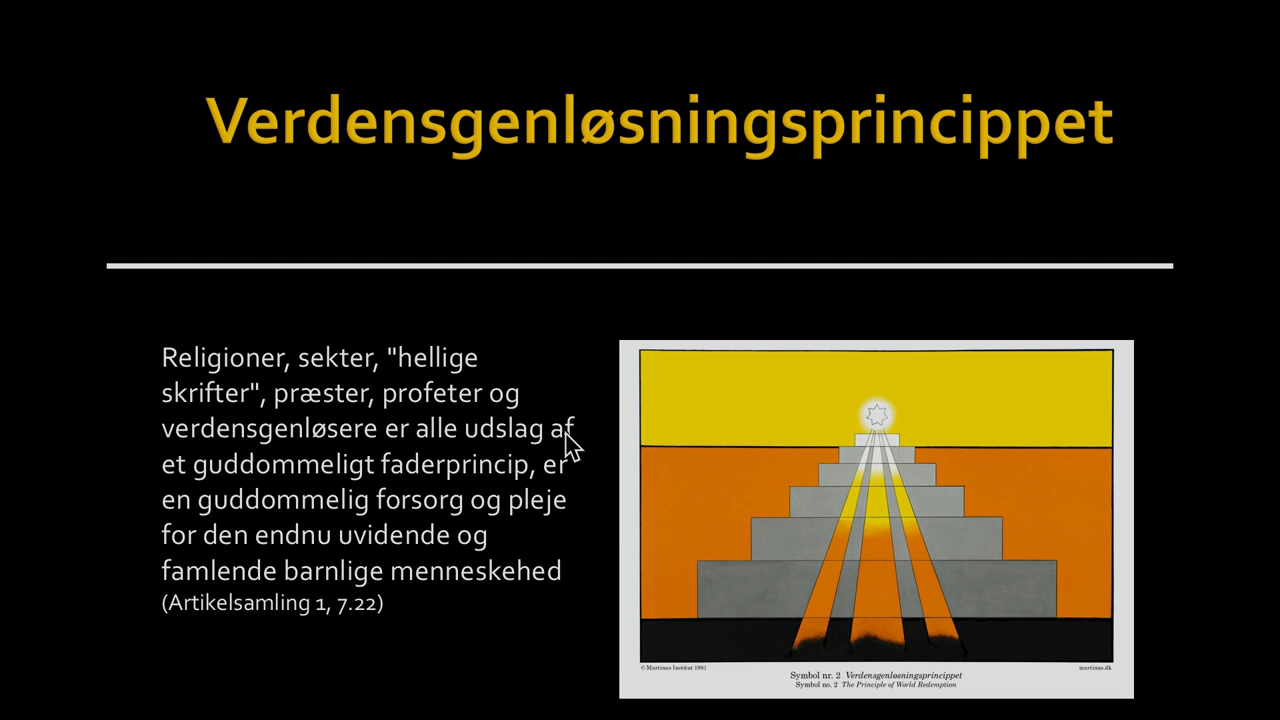 Verdensgenløsningsprincippet
Religioner, sekter, "hellige
skrifter", præster, profeter og
verdensgenløsere er alle udslag af
et guddommeligt faderprincip, er
en guddommelig forsorg og pleje
for den endnu uvidende og
famlende barnlige menneskehed
(Artikelsamling 1, 7.22)
© Martinus Institut 1981
martinus.dk
Symbol nr. 2 Verdensgenløsningsprincippet
Symbol no. 2 The Principle of World Redemption